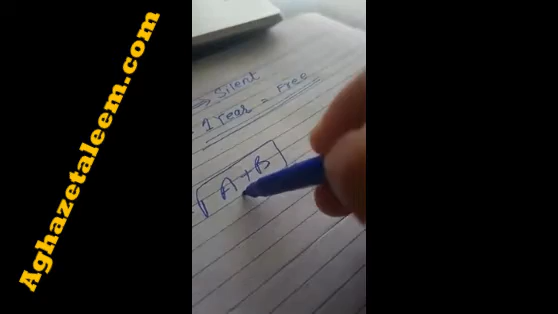 Aghazetaleem.com
→ Silent
1 Year = Free
A+B